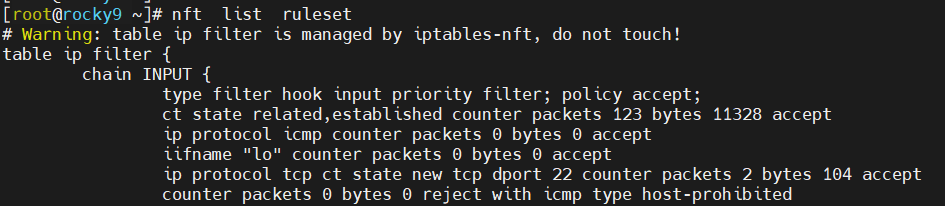 [root@rocky9 ~]# nft  list  ruleset
# Warning: table ip filter is managed by iptables-nft, do not touch!
table ip filter {
        chain INPUT {
                type filter hook input priority filter; policy accept;
                ct state related,established counter packets 123 bytes 11328 accept
                ip protocol icmp counter packets 0 bytes 0 accept
                iifname "lo" counter packets 0 bytes 0 accept
                ip protocol tcp ct state new tcp dport 22 counter packets 2 bytes 104 accept
                counter packets 0 bytes 0 reject with icmp type host-prohibited